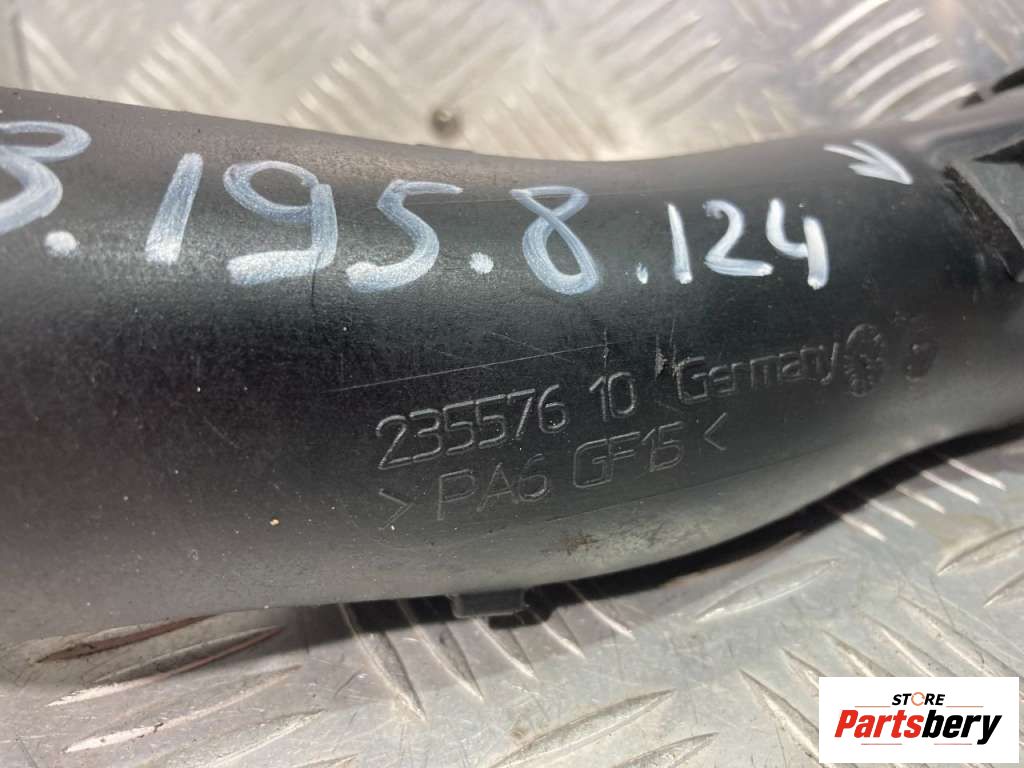 8.195.8.124
235576 10 Germany
>PA6 GF15<
STORE
Partsbery